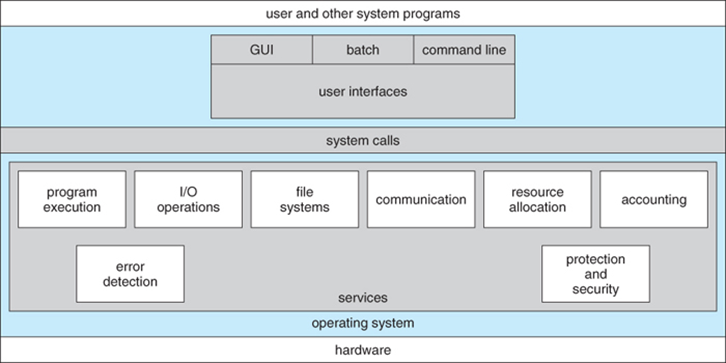 user and other system programs
GUI
batch
command line
user interfaces
system calls
program
execution
I/O
operations
file
systems
communication
resource
allocation
accounting
error
detection
protection
and
security
services
operating system
hardware